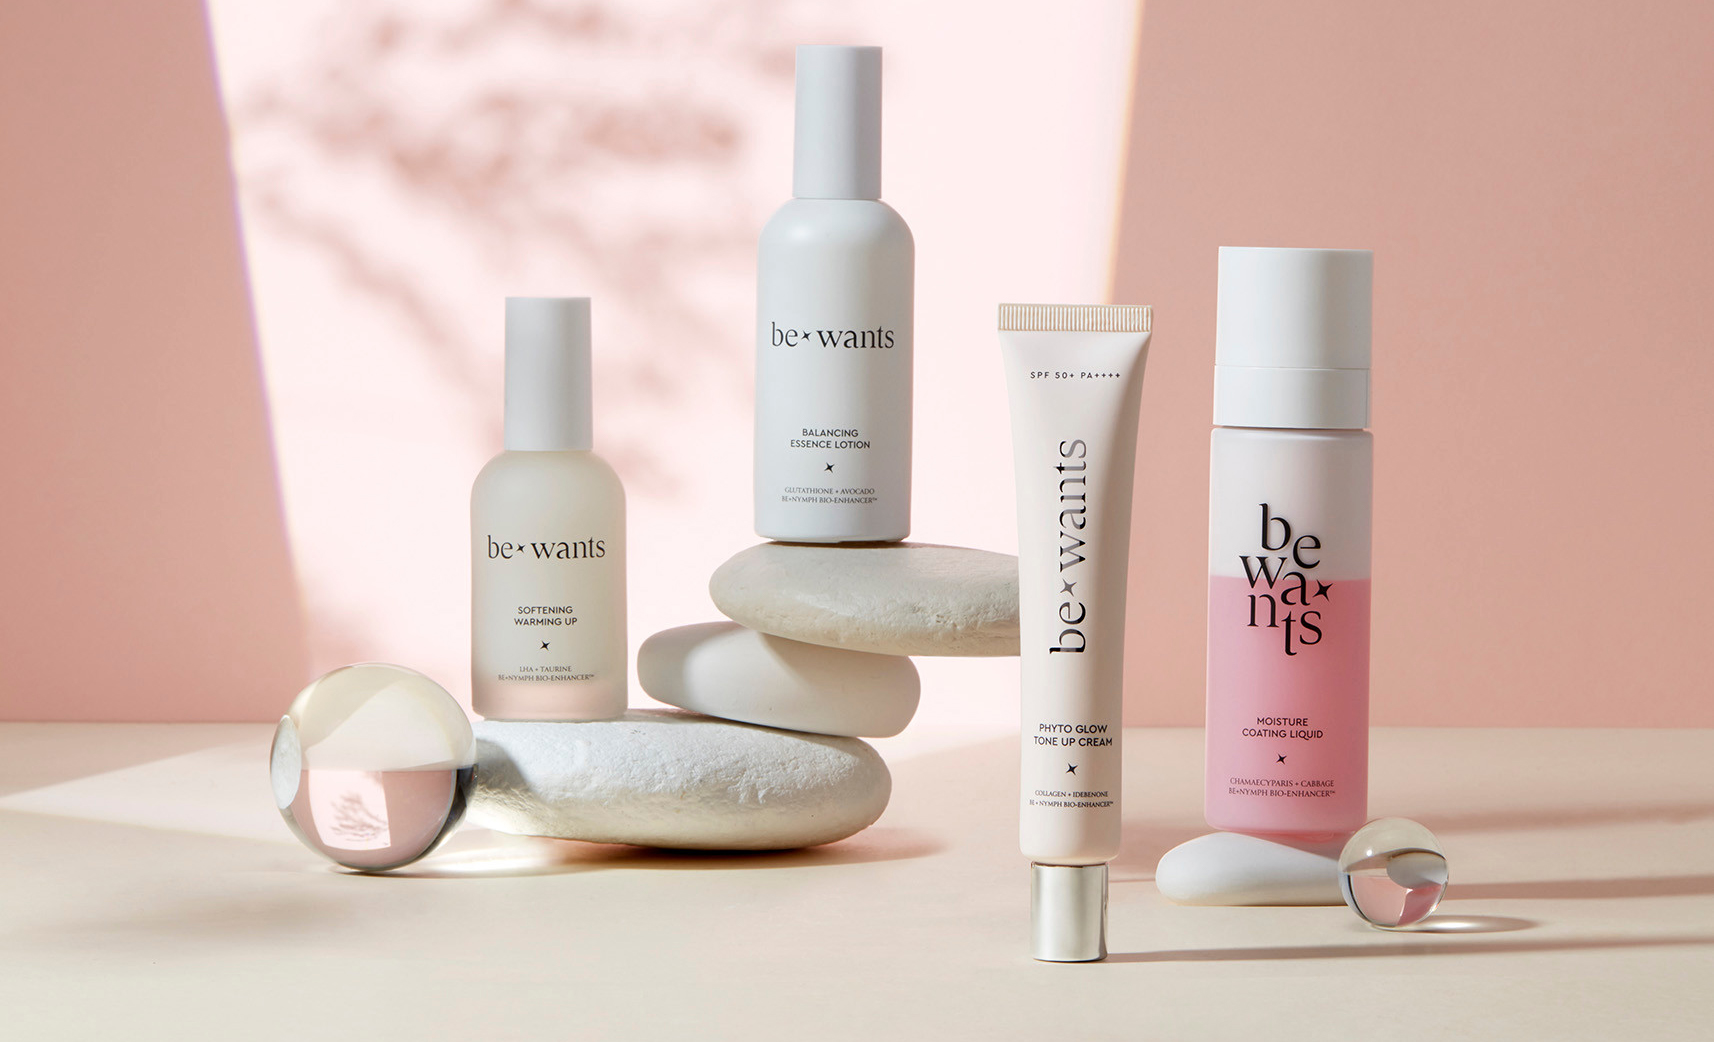 be✦wants
SOFTENING
WARMING UP
LHA + TAURINE
BE+NYMPH BIO-ENHANCER™
be✦wants
BALANCING
ESSENCE LOTION
GLUTATHIONE + AVOCADO
BE+NYMPH BIO-ENHANCER™
SPF 50+ PA++++
be✦wants
PHYTO GLOW
TONE UP CREAM
COLLAGEN + IDEBENONE
BE+NYMPH BIO-ENHANCER™
be
wa✦
nts
MOISTURE
COATING LIQUID
CHAMAECYPARIS + CABBAGE
BE+NYMPH BIO-ENHANCER™